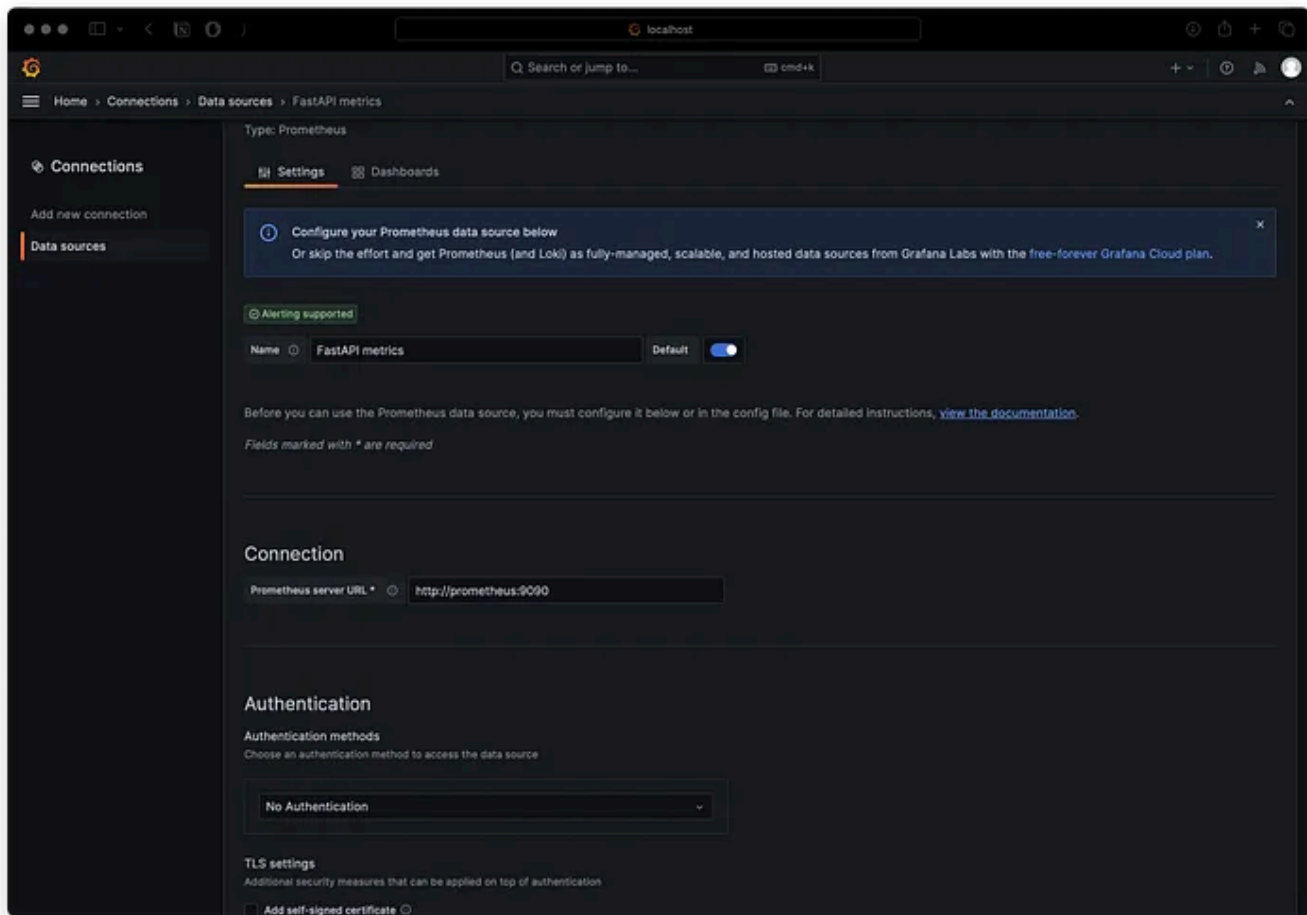 localhost
Search or jump to... cmd+k
Home › Connections › Data sources › FastAPI metrics
Type: Prometheus
Connections
Settings Dashboards
Add new connection
Data sources
Configure your Prometheus data source below
Or skip the effort and get Prometheus (and Loki) as fully-managed, scalable, and hosted data sources from Grafana Labs with the free-forever Grafana Cloud plan.
Alerting supported
Name FastAPI metrics Default
Before you can use the Prometheus data source, you must configure it below or in the config file. For detailed instructions, view the documentation.
Fields marked with * are required
Connection
Prometheus server URL * http://prometheus:9090
Authentication
Authentication methods
Choose an authentication method to access the data source
No Authentication
TLS settings
Additional security measures that can be applied on top of authentication
Add self-signed certificate